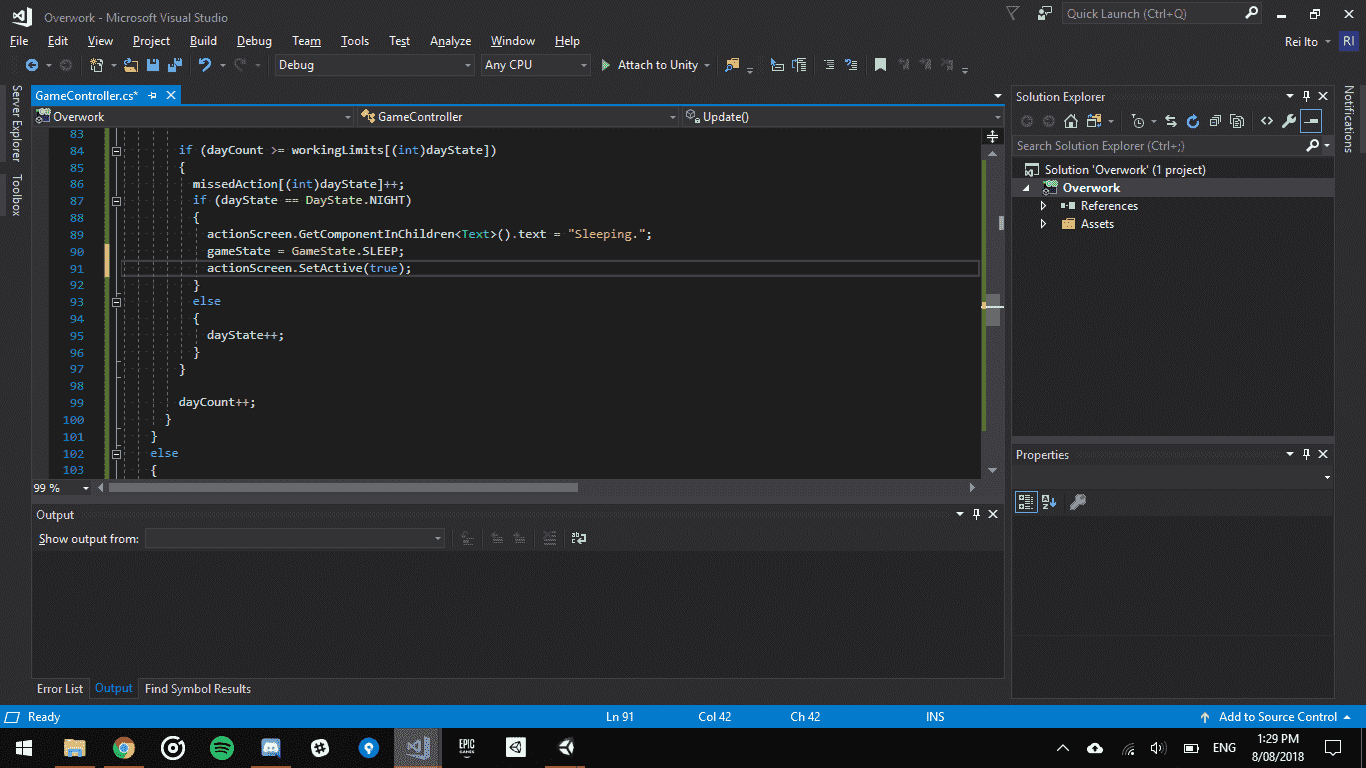 Overwork - Microsoft Visual Studio
Quick Launch (Ctrl+Q)
File Edit View Project Build Debug Team Tools Test Analyze Window Help
Rei Ito RI
Debug Any CPU Attach to Unity
Server Explorer
Toolbox
GameController.cs*
Overwork GameController Update()
83
84 if (dayCount >= workingLimits[(int)dayState])
85 {
86 missedAction[(int)dayState]++;
87 if (dayState == DayState.NIGHT)
88 {
89 actionScreen.GetComponentInChildren<Text>().text = "Sleeping.";
90 gameState = GameState.SLEEP;
91 actionScreen.SetActive(true);
92 }
93 else
94 {
95 dayState++;
96 }
97 }
98
99 dayCount++;
100 }
101 }
102 else
103 {
99 %
Output
Show output from:
Error List Output Find Symbol Results
Solution Explorer
Search Solution Explorer (Ctrl+;)
Solution 'Overwork' (1 project)
Overwork
References
Assets
Properties
Notifications
Ready Ln 91 Col 42 Ch 42 INS Add to Source Control
EPIC GAMES
ENG
1:29 PM
8/08/2018